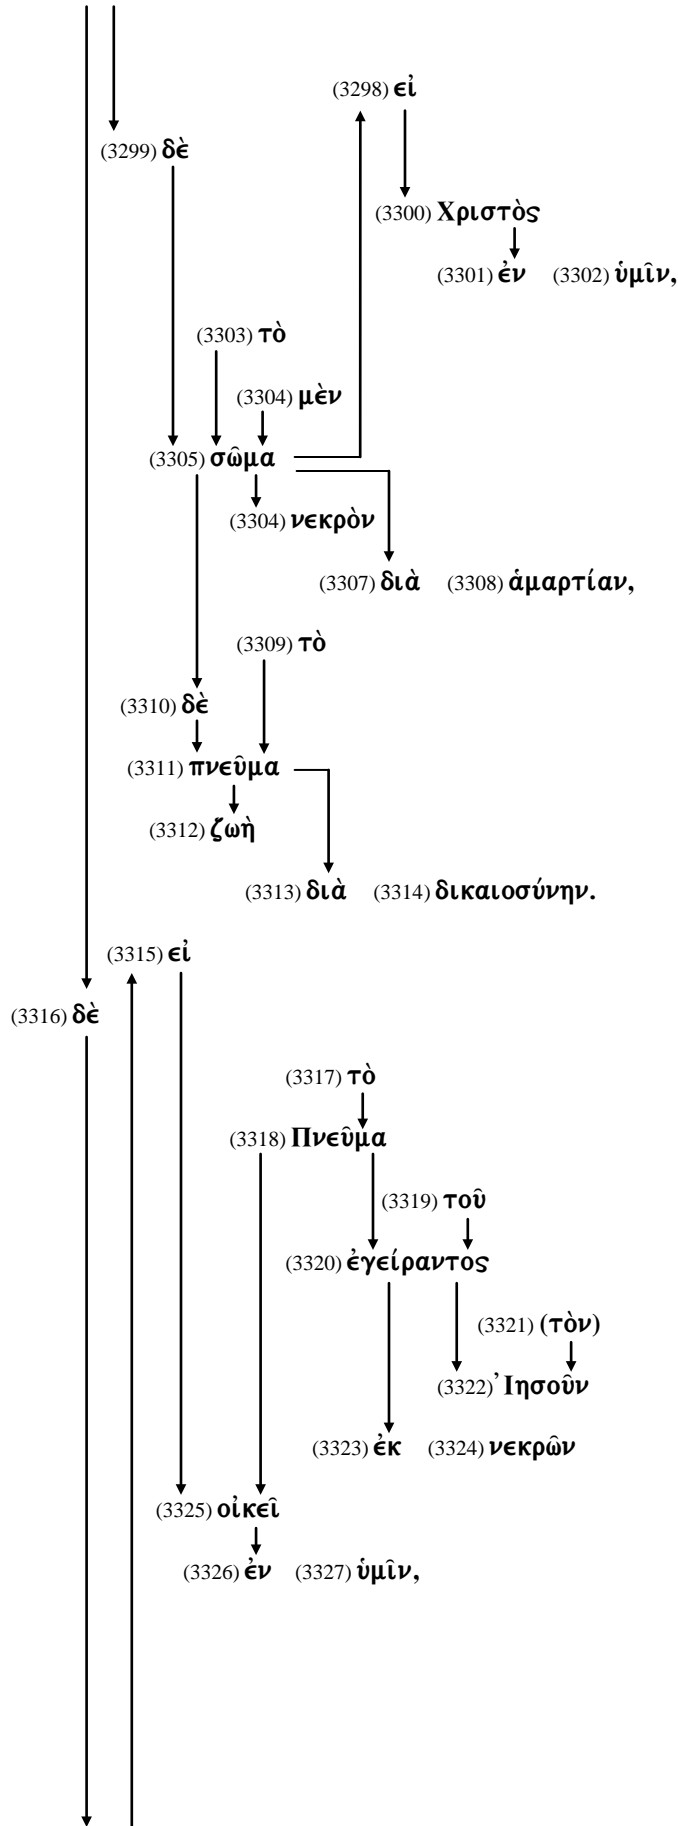 (3298) εἰ
(3299) δὲ
(3300) Χριστὸς
(3301) ἐν (3302) ὑμῖν,
(3303) τὸ
(3304) μὲν
(3305) σῶμα
(3304) νεκρὸν
(3307) διὰ (3308) ἁμαρτίαν,
(3309) τὸ
(3310) δὲ
(3311) πνεῦμα
(3312) ζωὴ
(3313) διὰ (3314) δικαιοσύνην.
(3315) εἰ
(3316) δὲ
(3317) τὸ
(3318) Πνεῦμα
(3319) τοῦ
(3320) ἐγείραντος
(3321) (τὸν)
(3322) Ἰησοῦν
(3323) ἐκ (3324) νεκρῶν
(3325) οἰκεῖ
(3326) ἐν (3327) ὑμῖν,